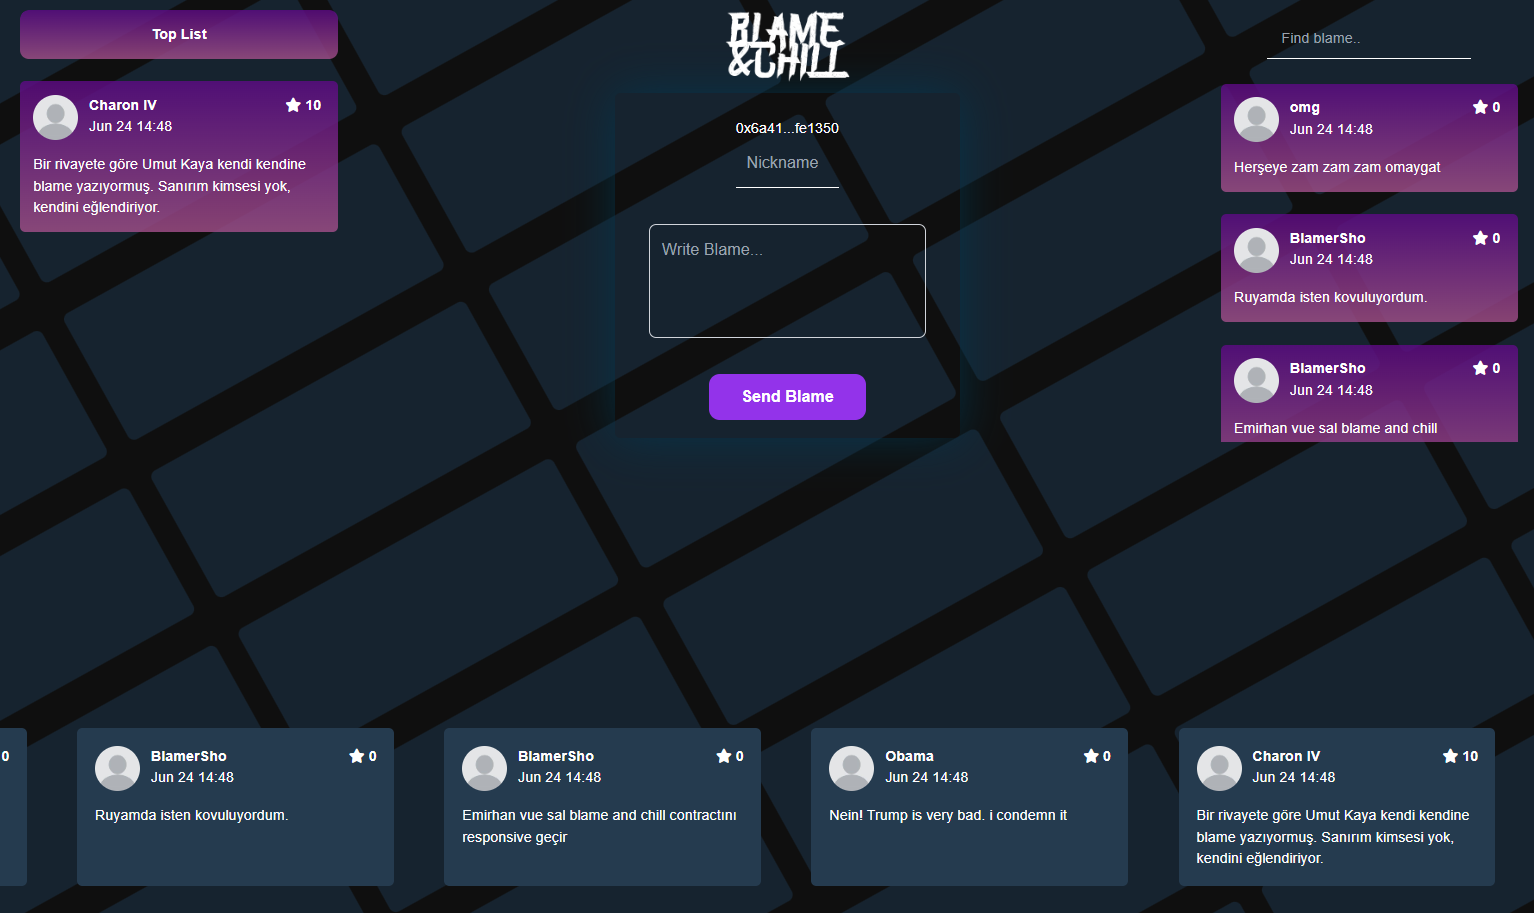 Top List
Charon IV
10
Jun 24 14:48
Bir rivayete göre Umut Kaya kendi kendine
blame yazıyormuş. Sanırım kimsesi yok,
kendini eğlendiriyor.
BLAME
&CHILL
0x6a41...fe1350
Nickname
Write Blame...
Send Blame
Find blame..
omg
0
Jun 24 14:48
Herşeye zam zam zam omaygat
BlamerSho
0
Jun 24 14:48
Ruyamda isten kovuluyordum.
BlamerSho
0
Jun 24 14:48
Emirhan vue sal blame and chill
0
BlamerSho
0
Jun 24 14:48
Ruyamda isten kovuluyordum.
BlamerSho
0
Jun 24 14:48
Emirhan vue sal blame and chill contractını
responsive geçir
Obama
0
Jun 24 14:48
Nein! Trump is very bad. i condemn it
Charon IV
10
Jun 24 14:48
Bir rivayete göre Umut Kaya kendi kendine
blame yazıyormuş. Sanırım kimsesi yok,
kendini eğlendiriyor.